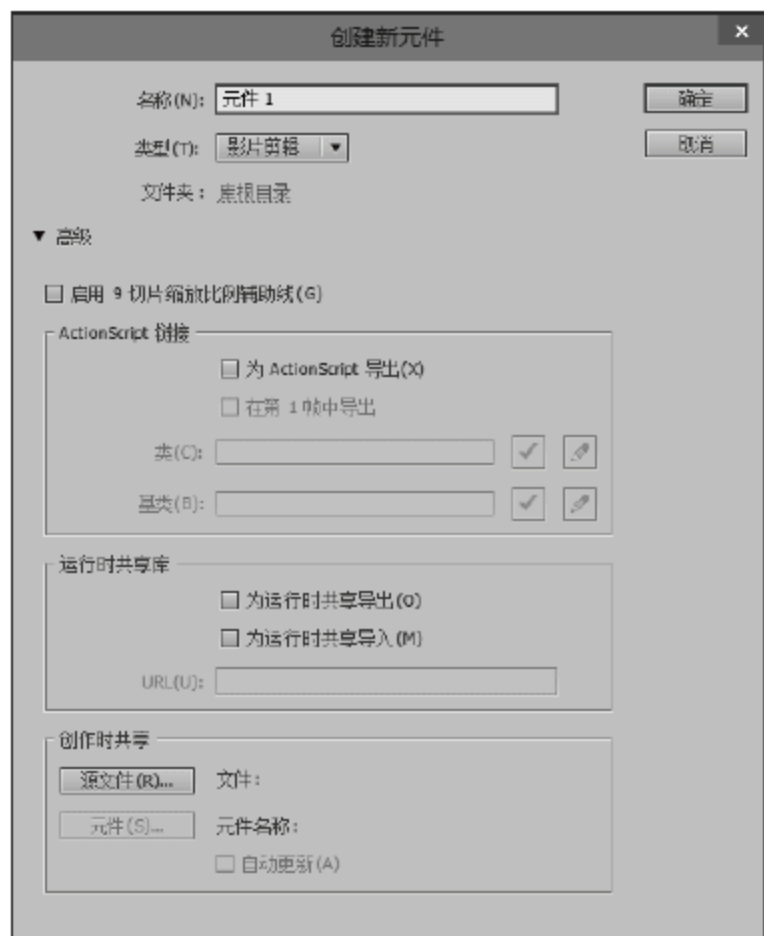 创建新元件
名称(N): 元件 1 确定
类型(T): 影片剪辑 取消
文件夹: 库根目录
高级
启用 9 切片缩放比例辅助线(G)
ActionScript 链接
为 ActionScript 导出(X)
在第 1 帧中导出
类(C):
基类(B):
运行时共享库
为运行时共享导出(O)
为运行时共享导入(M)
URL(U):
创作时共享
源文件(R)... 文件:
元件(S)... 元件名称:
自动更新(A)